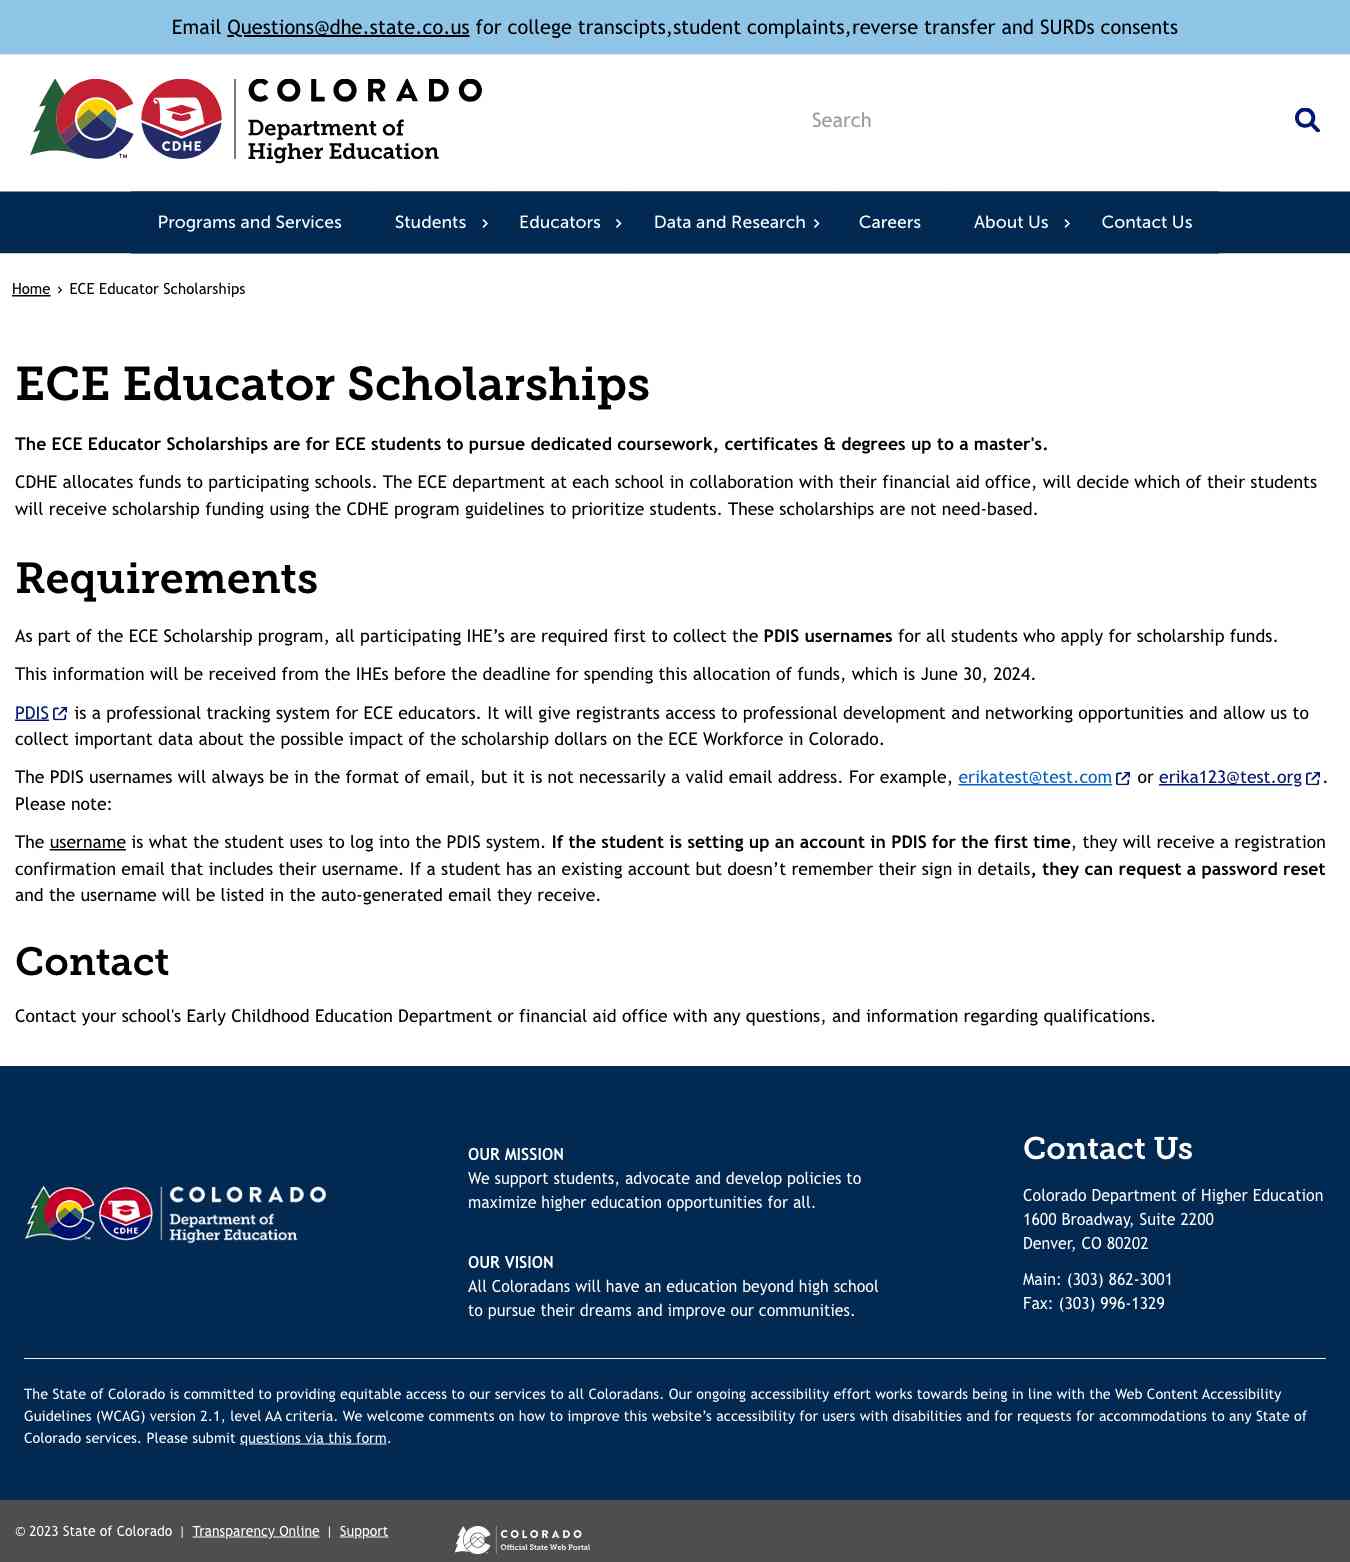 Email Questions@dhe.state.co.us for college transcipts,student complaints,reverse transfer and SURDs consents
COLORADO
Department of
Higher Education
CDHE
TM
Search
Programs and Services Students › Educators › Data and Research › Careers About Us › Contact Us
Home › ECE Educator Scholarships
ECE Educator Scholarships
The ECE Educator Scholarships are for ECE students to pursue dedicated coursework, certificates & degrees up to a master's.
CDHE allocates funds to participating schools. The ECE department at each school in collaboration with their financial aid office, will decide which of their students
will receive scholarship funding using the CDHE program guidelines to prioritize students. These scholarships are not need-based.
Requirements
As part of the ECE Scholarship program, all participating IHE’s are required first to collect the PDIS usernames for all students who apply for scholarship funds.
This information will be received from the IHEs before the deadline for spending this allocation of funds, which is June 30, 2024.
PDIS is a professional tracking system for ECE educators. It will give registrants access to professional development and networking opportunities and allow us to
collect important data about the possible impact of the scholarship dollars on the ECE Workforce in Colorado.
The PDIS usernames will always be in the format of email, but it is not necessarily a valid email address. For example, erikatest@test.com or erika123@test.org.
Please note:
The username is what the student uses to log into the PDIS system. If the student is setting up an account in PDIS for the first time, they will receive a registration
confirmation email that includes their username. If a student has an existing account but doesn’t remember their sign in details, they can request a password reset
and the username will be listed in the auto-generated email they receive.
Contact
Contact your school's Early Childhood Education Department or financial aid office with any questions, and information regarding qualifications.
COLORADO
Department of
Higher Education
CDHE
TM
OUR MISSION
We support students, advocate and develop policies to
maximize higher education opportunities for all.
OUR VISION
All Coloradans will have an education beyond high school
to pursue their dreams and improve our communities.
Contact Us
Colorado Department of Higher Education
1600 Broadway, Suite 2200
Denver, CO 80202
Main: (303) 862-3001
Fax: (303) 996-1329
The State of Colorado is committed to providing equitable access to our services to all Coloradans. Our ongoing accessibility effort works towards being in line with the Web Content Accessibility
Guidelines (WCAG) version 2.1, level AA criteria. We welcome comments on how to improve this website’s accessibility for users with disabilities and for requests for accommodations to any State of
Colorado services. Please submit questions via this form.
© 2023 State of Colorado | Transparency Online | Support
COLORADO
Official State Web Portal